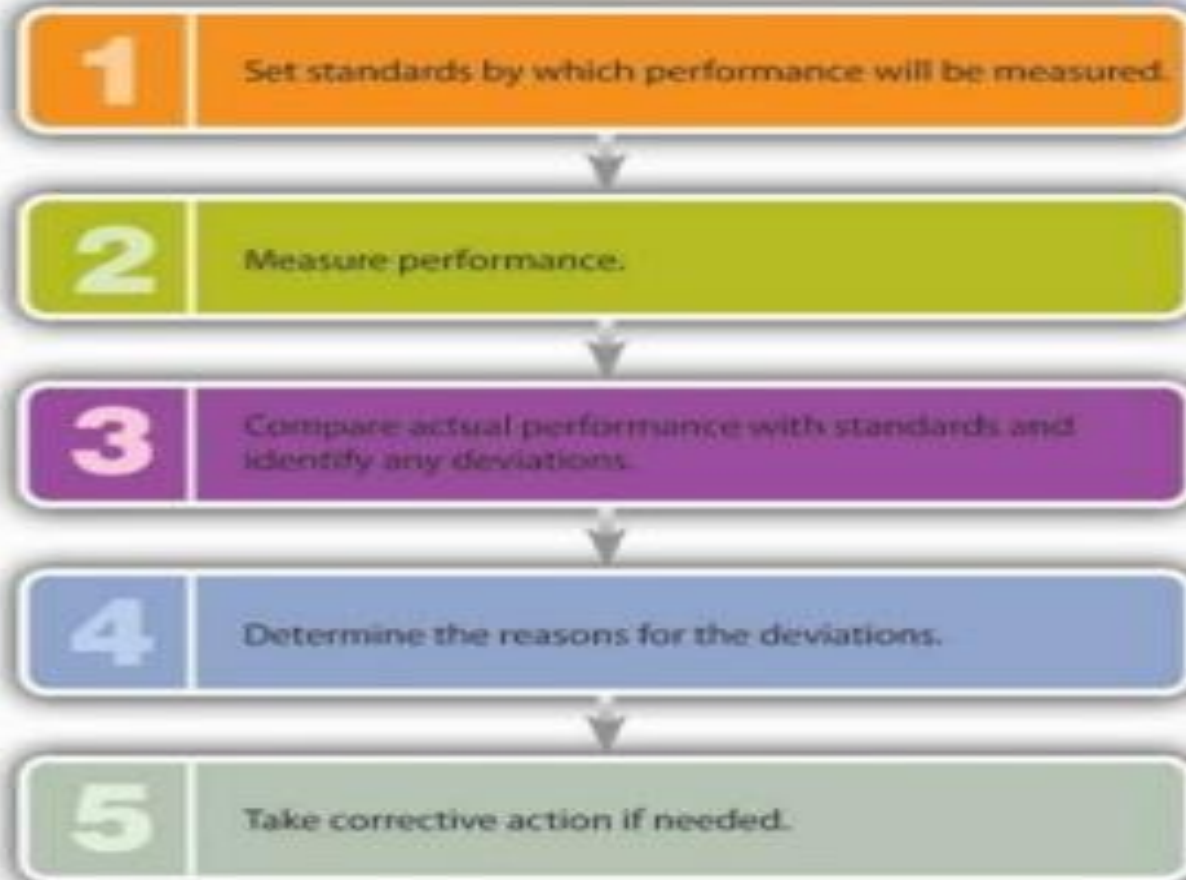 1
Set standards by which performance will be measured.
2
Measure performance.
3
Compare actual performance with standards and
identify any deviations.
4
Determine the reasons for the deviations.
5
Take corrective action if needed.